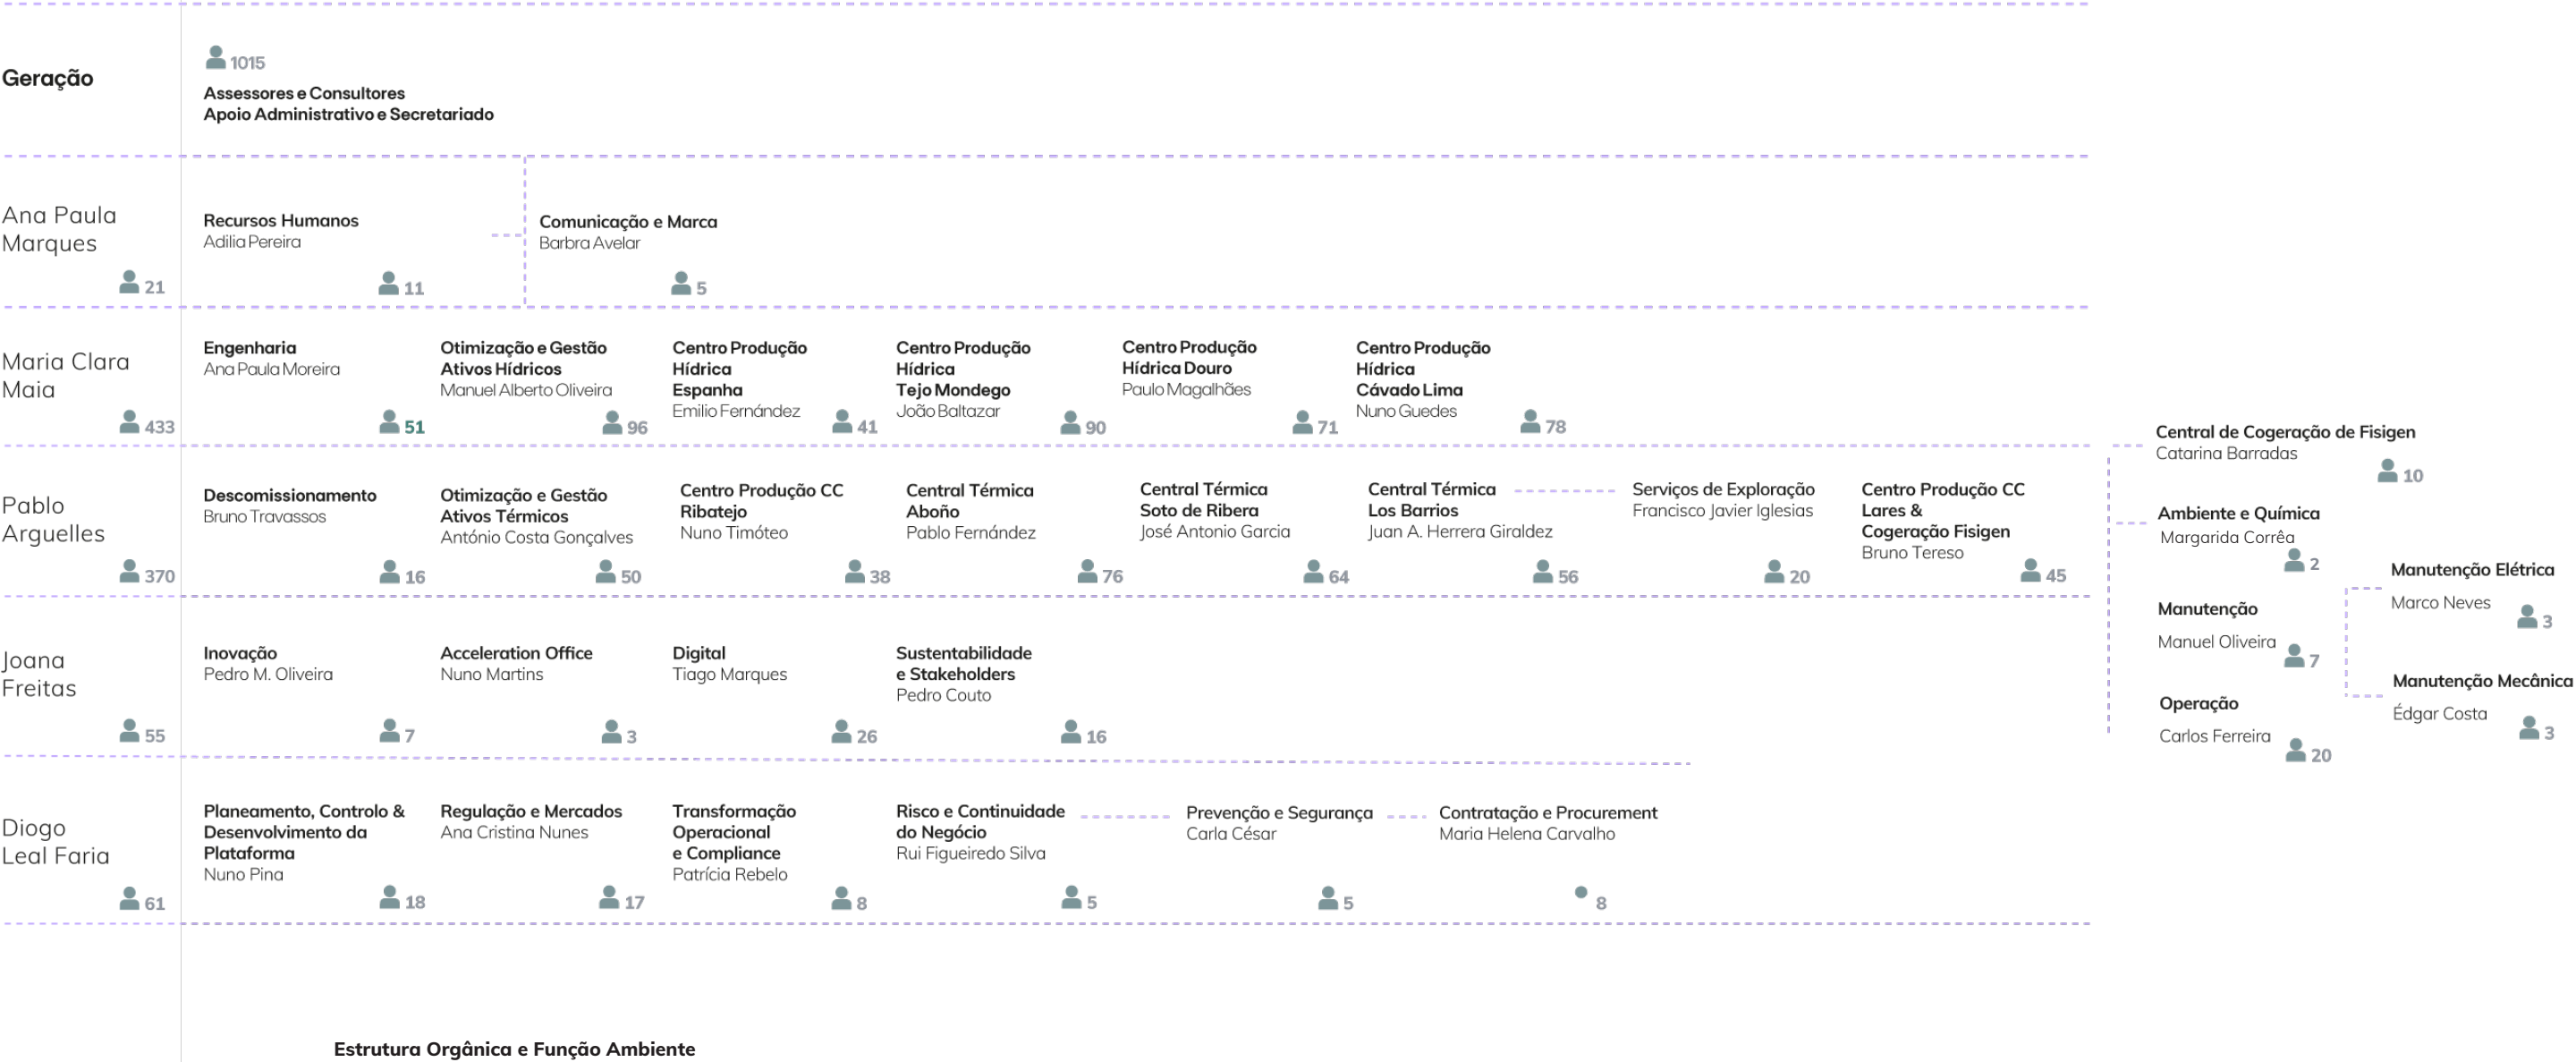 Geração
1015
Assessores e Consultores
Apoio Administrativo e Secretariado
Ana Paula
Marques
21
Recursos Humanos
Adilia Pereira
11
Comunicação e Marca
Barbra Avelar
5
Maria Clara
Maia
433
Engenharia
Ana Paula Moreira
51
Otimização e Gestão
Ativos Hídricos
Manuel Alberto Oliveira
96
Centro Produção
Hídrica
Espanha
Emilio Fernández
41
Centro Produção
Hídrica
Tejo Mondego
João Baltazar
90
Centro Produção
Hídrica Douro
Paulo Magalhães
71
Centro Produção
Hídrica
Cávado Lima
Nuno Guedes
78
Pablo
Arguelles
370
Descomissionamento
Bruno Travassos
16
Otimização e Gestão
Ativos Térmicos
António Costa Gonçalves
50
Centro Produção CC
Ribatejo
Nuno Timóteo
38
Central Térmica
Aboño
Pablo Fernández
76
Central Térmica
Soto de Ribera
José Antonio Garcia
64
Central Térmica
Los Barrios
Juan A. Herrera Giraldez
56
Serviços de Exploração
Francisco Javier Iglesias
20
Centro Produção CC
Lares &
Cogeração Fisigen
Bruno Tereso
45
Central de Cogeração de Fisigen
Catarina Barradas
10
Ambiente e Química
Margarida Corrêa
2
Manutenção
Manuel Oliveira
7
Manutenção Elétrica
Marco Neves
3
Manutenção Mecânica
Édgar Costa
3
Operação
Carlos Ferreira
20
Joana
Freitas
55
Inovação
Pedro M. Oliveira
7
Acceleration Office
Nuno Martins
3
Digital
Tiago Marques
26
Sustentabilidade
e Stakeholders
Pedro Couto
16
Diogo
Leal Faria
61
Planeamento, Controlo &
Desenvolvimento da
Plataforma
Nuno Pina
18
Regulação e Mercados
Ana Cristina Nunes
17
Transformação
Operacional
e Compliance
Patrícia Rebelo
8
Risco e Continuidade
do Negócio
Rui Figueiredo Silva
5
Prevenção e Segurança
Carla César
5
Contratação e Procurement
Maria Helena Carvalho
8
Estrutura Orgânica e Função Ambiente